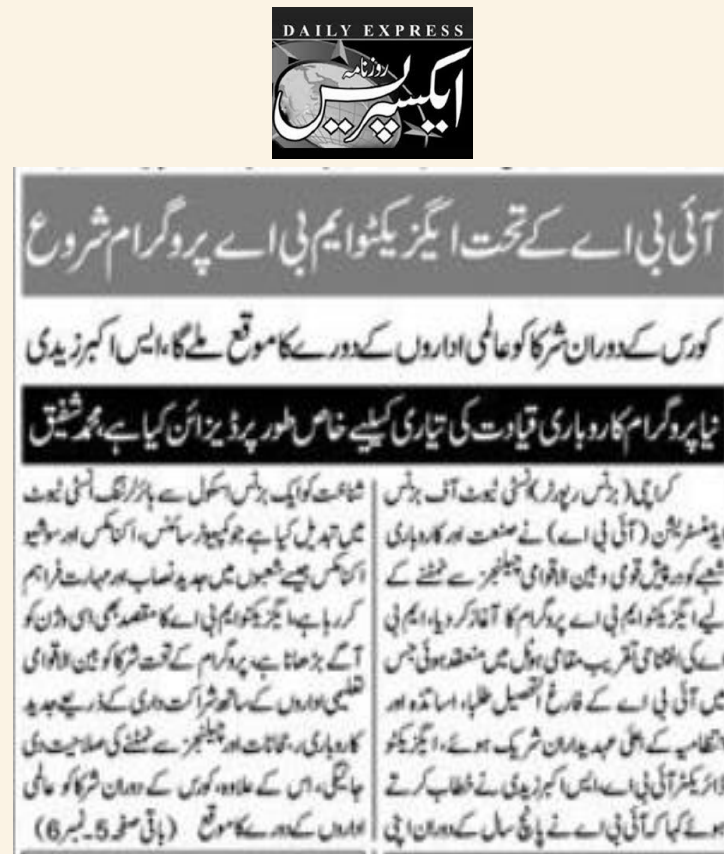 DAILY EXPRESS
روزنامہ
ایکسپریس
آئی بی اے کے تحت ایگزیکٹو ایم بی اے پروگرام شروع
کورس کے دوران شرکا کو عالمی اداروں کے دورے کا موقع ملے گا، ایس اکبر زیدی
نیا پروگرام کاروباری قیادت کی تیاری کیلیے خاص طور پر ڈیزائن کیا ہے، محمد شفیق
کراچی (بزنس رپورٹر) انسٹی ٹیوٹ آف بزنس
ایڈمنسٹریشن (آئی بی اے) نے صنعت اور کاروباری
شعبے کو درپیش قومی و بین الاقوامی چیلنجز سے نمٹنے کے
لیے ایگزیکٹو ایم بی اے پروگرام کا آغاز کر دیا، ایم بی
اے کی افتتاحی تقریب مقامی ہوٹل میں منعقد ہوئی جس
میں آئی بی اے کے فارغ التحصیل طلبا، اساتذہ اور
انتظامیہ کے اعلیٰ عہدیداران شریک ہوئے، ایگزیکٹو
ڈائریکٹر آئی بی اے، ایس اکبر زیدی نے خطاب کرتے
ہوئے کہا کہ آئی بی اے نے پانچ سال کے دوران اپنی
شناخت کو ایک بزنس اسکول سے ہائر لرننگ انسٹی ٹیوٹ
میں تبدیل کیا ہے جو کمپیوٹر سائنس، اکنامکس اور سوشیو
اکنامکس جیسے شعبوں میں جدید نصاب اور مہارت فراہم
کر رہا ہے، ایگزیکٹو ایم بی اے کا مقصد بھی اسی وژن کو
آگے بڑھانا ہے، پروگرام کے تحت شرکا کو بین الاقوامی
تعلیمی اداروں کے ساتھ شراکت داری کے ذریعے جدید
کاروباری رجحانات اور چیلنجز سے نمٹنے کی صلاحیت دی
جائیگی، اس کے علاوہ، کورس کے دوران شرکا کو عالمی
اداروں کے دورے کا موقع (باقی صفحہ 5۔ نمبر 6)